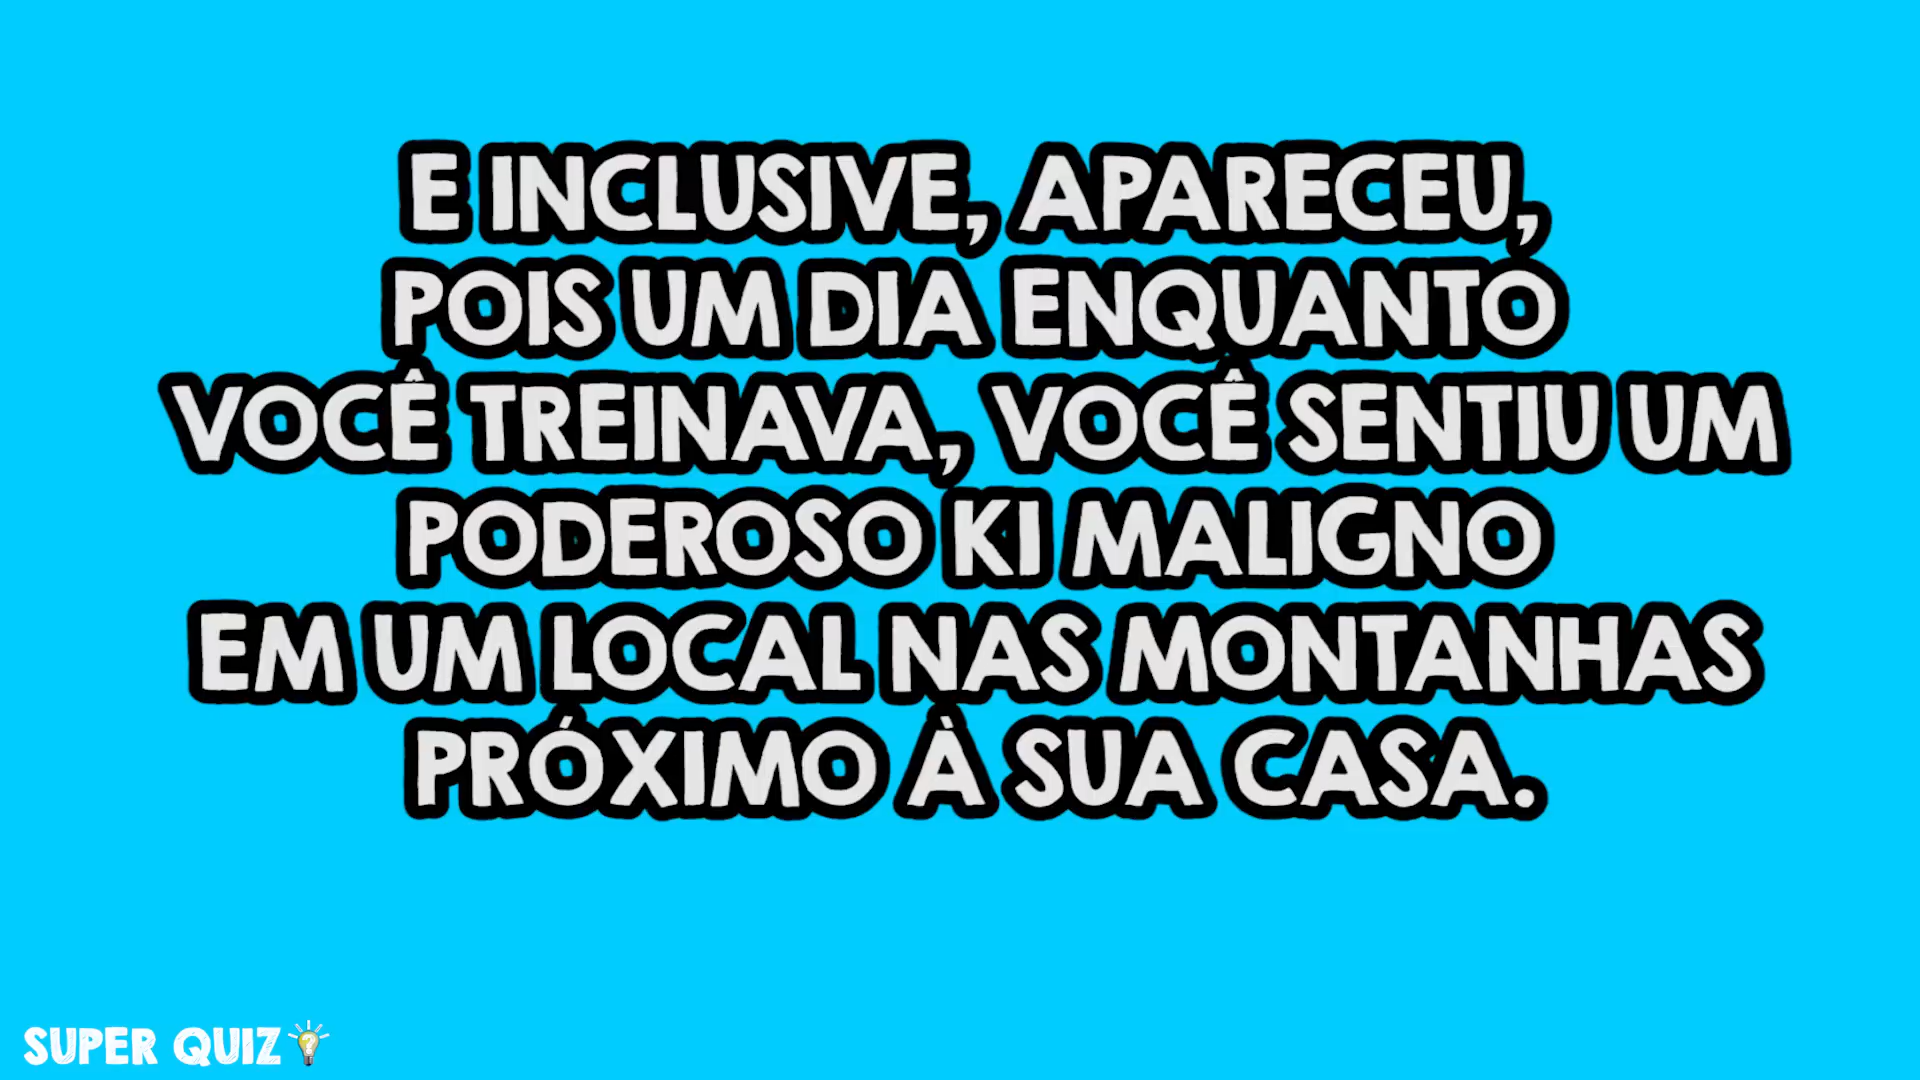 E INCLUSIVE, APARECEU,
POIS UM DIA ENQUANTO
VOCÊ TREINAVA, VOCÊ SENTIU UM
PODEROSO KI MALIGNO
EM UM LOCAL NAS MONTANHAS
PRÓXIMO À SUA CASA.
SUPER QUIZ